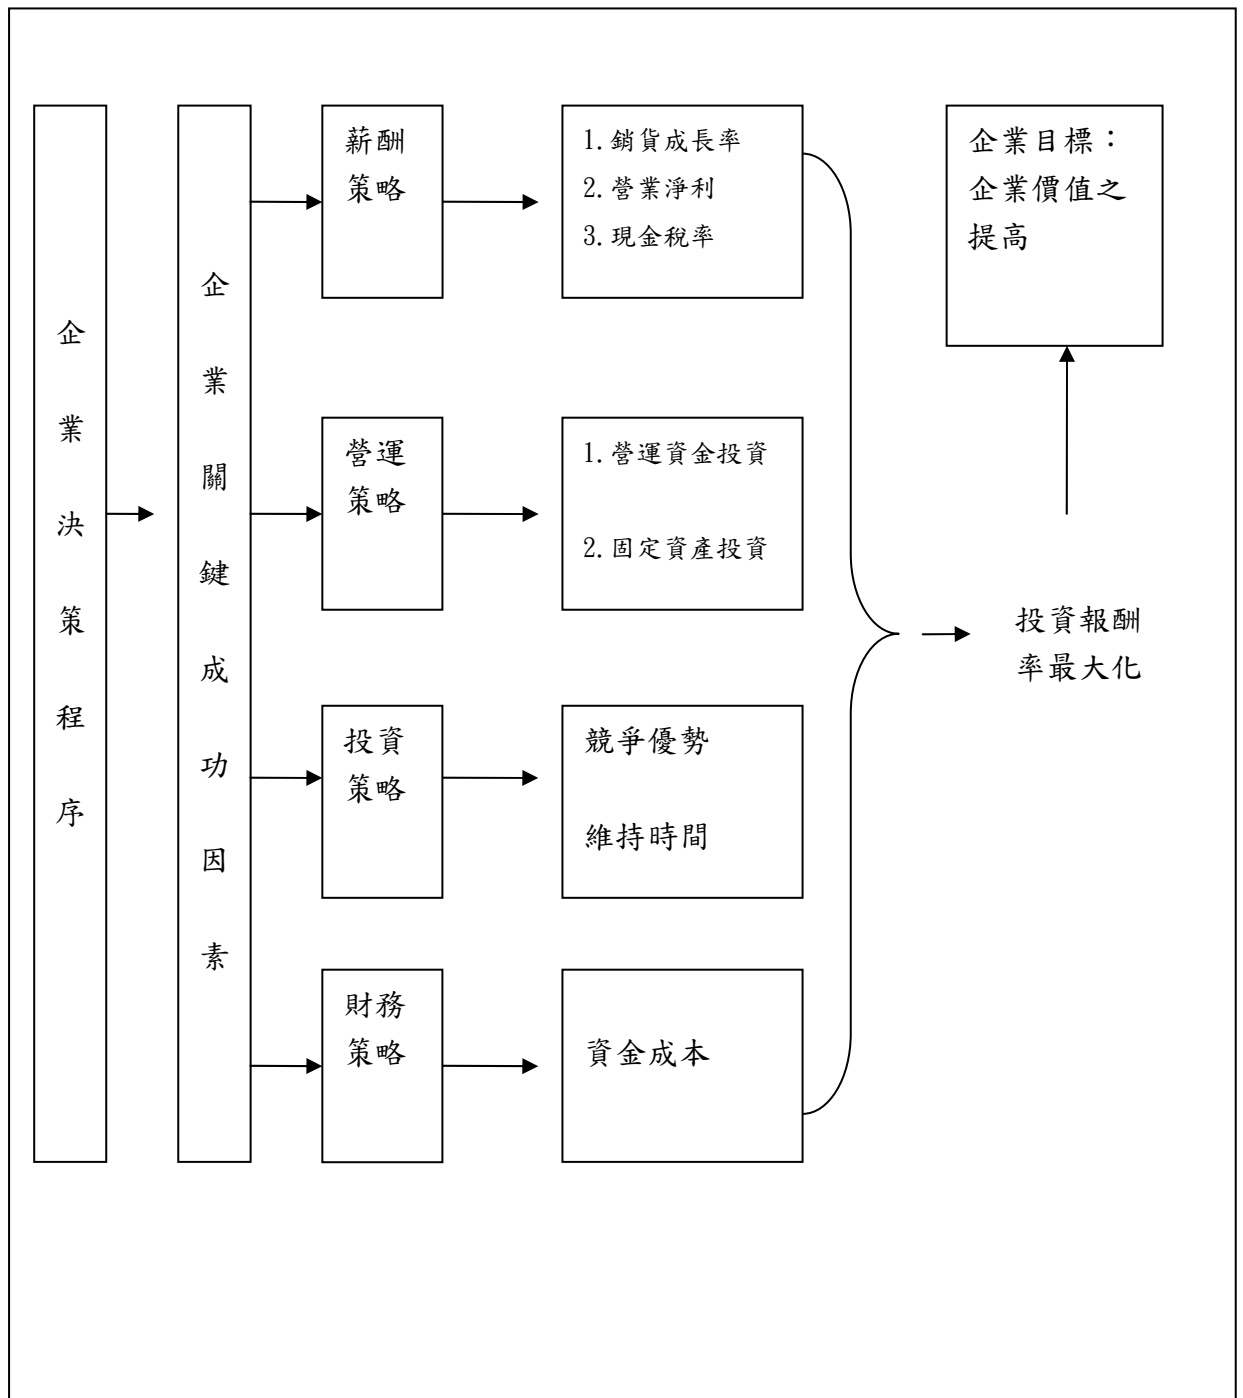 企業決策程序
企業關鍵成功因素
薪酬
策略
1.銷貨成長率
2.營業淨利
3.現金稅率
營運
策略
1.營運資金投資
2.固定資產投資
投資
策略
競爭優勢
維持時間
財務
策略
資金成本
投資報酬
率最大化
企業目標：
企業價值之
提高